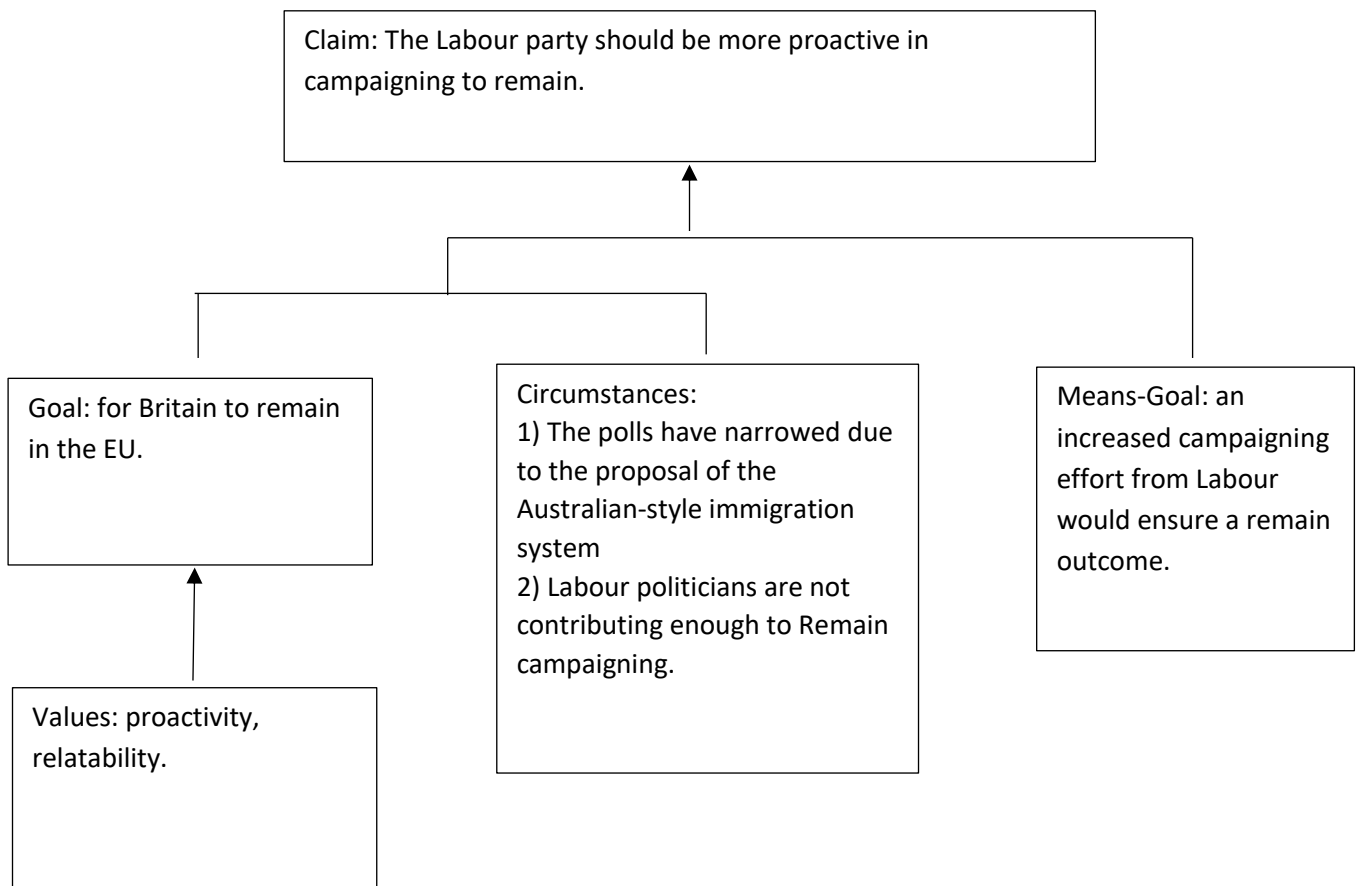 Claim: The Labour party should be more proactive in
campaigning to remain.
Goal: for Britain to remain
in the EU.
Circumstances:
1) The polls have narrowed due
to the proposal of the
Australian-style immigration
system
2) Labour politicians are not
contributing enough to Remain
campaigning.
Means-Goal: an
increased campaigning
effort from Labour
would ensure a remain
outcome.
Values: proactivity,
relatability.